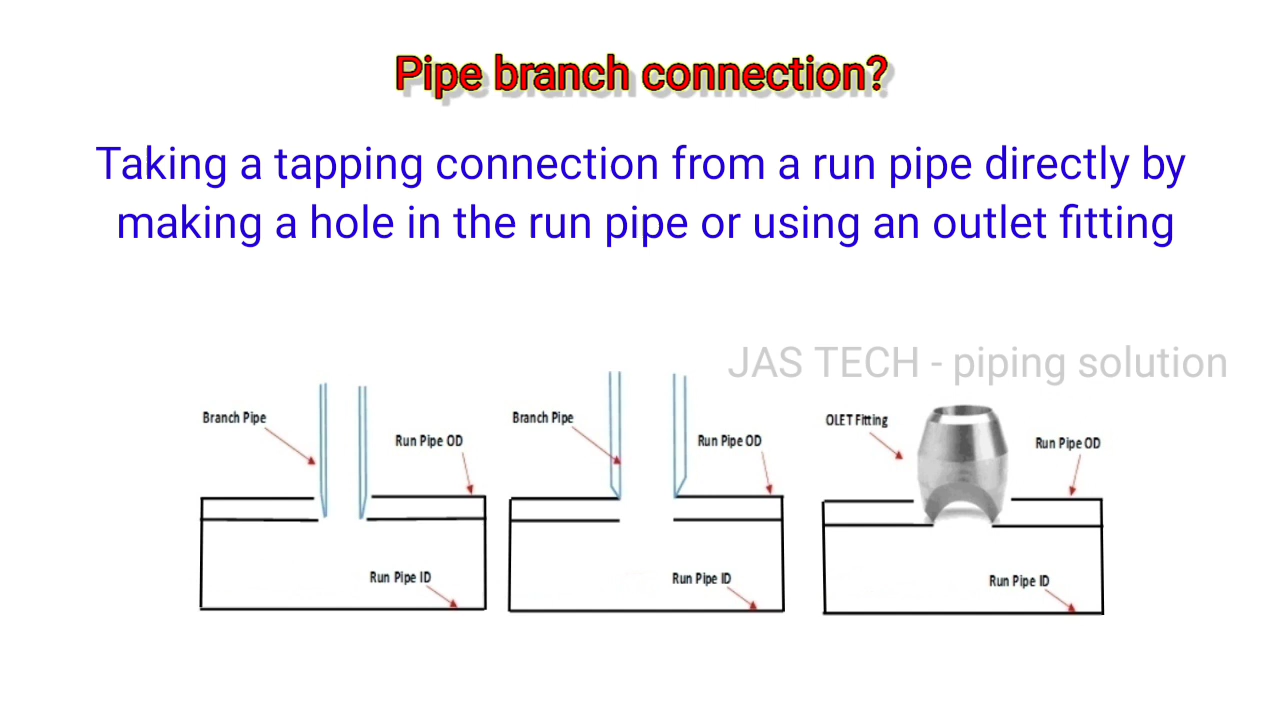 Pipe branch connection?
Taking a tapping connection from a run pipe directly by
making a hole in the run pipe or using an outlet fitting
JAS TECH - piping solution
Branch Pipe
Run Pipe OD
Run Pipe ID
Branch Pipe
Run Pipe OD
Run Pipe ID
OLET Fitting
Run Pipe OD
Run Pipe ID